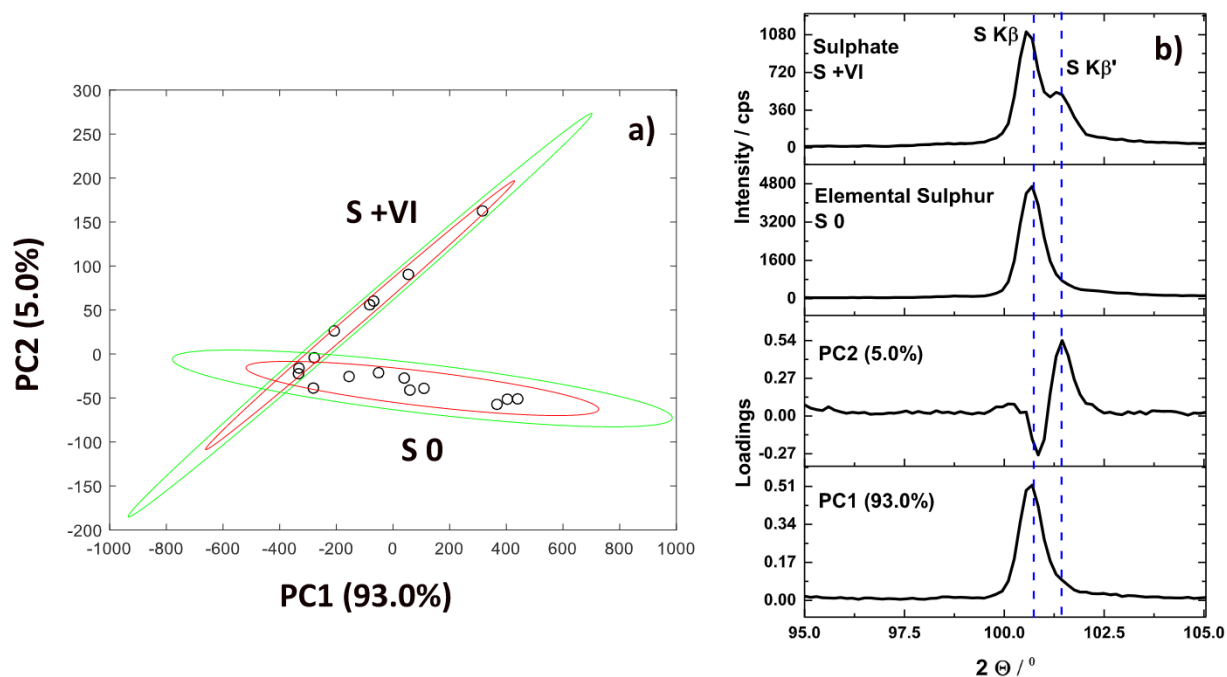 a)
300
250
200
150
100
50
0
-50
-100
-150
-200
PC2 (5.0%)
S +VI
S 0
-1000 -800 -600 -400 -200 0 200 400 600 800 1000
PC1 (93.0%)
b)
Sulphate
S +VI
S Kβ
S Kβ'
1080
720
360
0
Intensity / cps
Elemental Sulphur
S 0
4800
3200
1600
0
PC2 (5.0%)
0.54
0.27
0.00
-0.27
Loadings
PC1 (93.0%)
0.51
0.34
0.17
0.00
95.0 97.5 100.0 102.5 105.0
2 Θ / ⁰